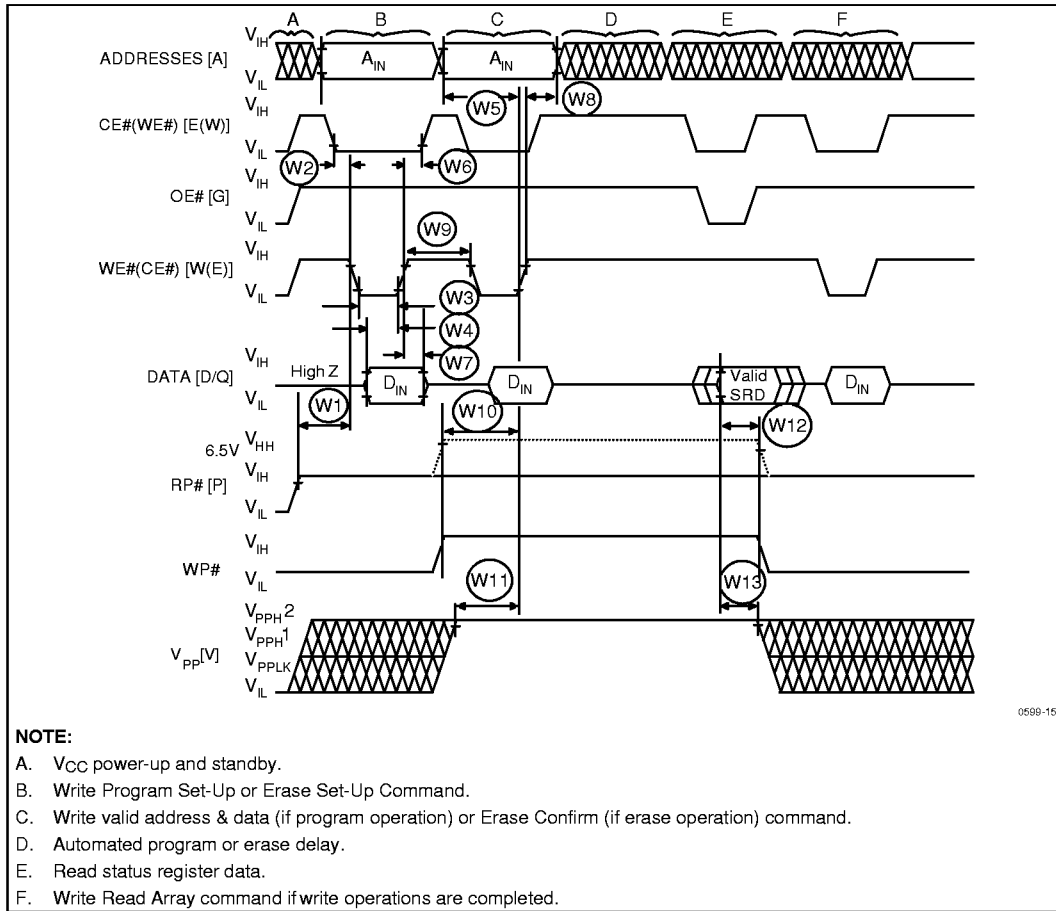 A B C D E F
V_IH
ADDRESSES [A] A_IN A_IN
V_IL
W5 W8
V_IH
CE#(WE#) [E(W)]
V_IL
W2 W6
V_IH
OE# [G]
V_IL
W9
V_IH
WE#(CE#) [W(E)]
V_IL
W3
W4
W7
V_IH
High Z
DATA [D/Q] D_IN D_IN Valid SRD D_IN
V_IL
W1 W10 W12
6.5V V_HH
V_IH
RP# [P]
V_IL
V_IH
WP#
V_IL
W11 W13
V_PPH 2
V_PPH 1
V_PP [V] V_PPLK
V_IL
0599-15
NOTE:
A. V_CC power-up and standby.
B. Write Program Set-Up or Erase Set-Up Command.
C. Write valid address & data (if program operation) or Erase Confirm (if erase operation) command.
D. Automated program or erase delay.
E. Read status register data.
F. Write Read Array command if write operations are completed.